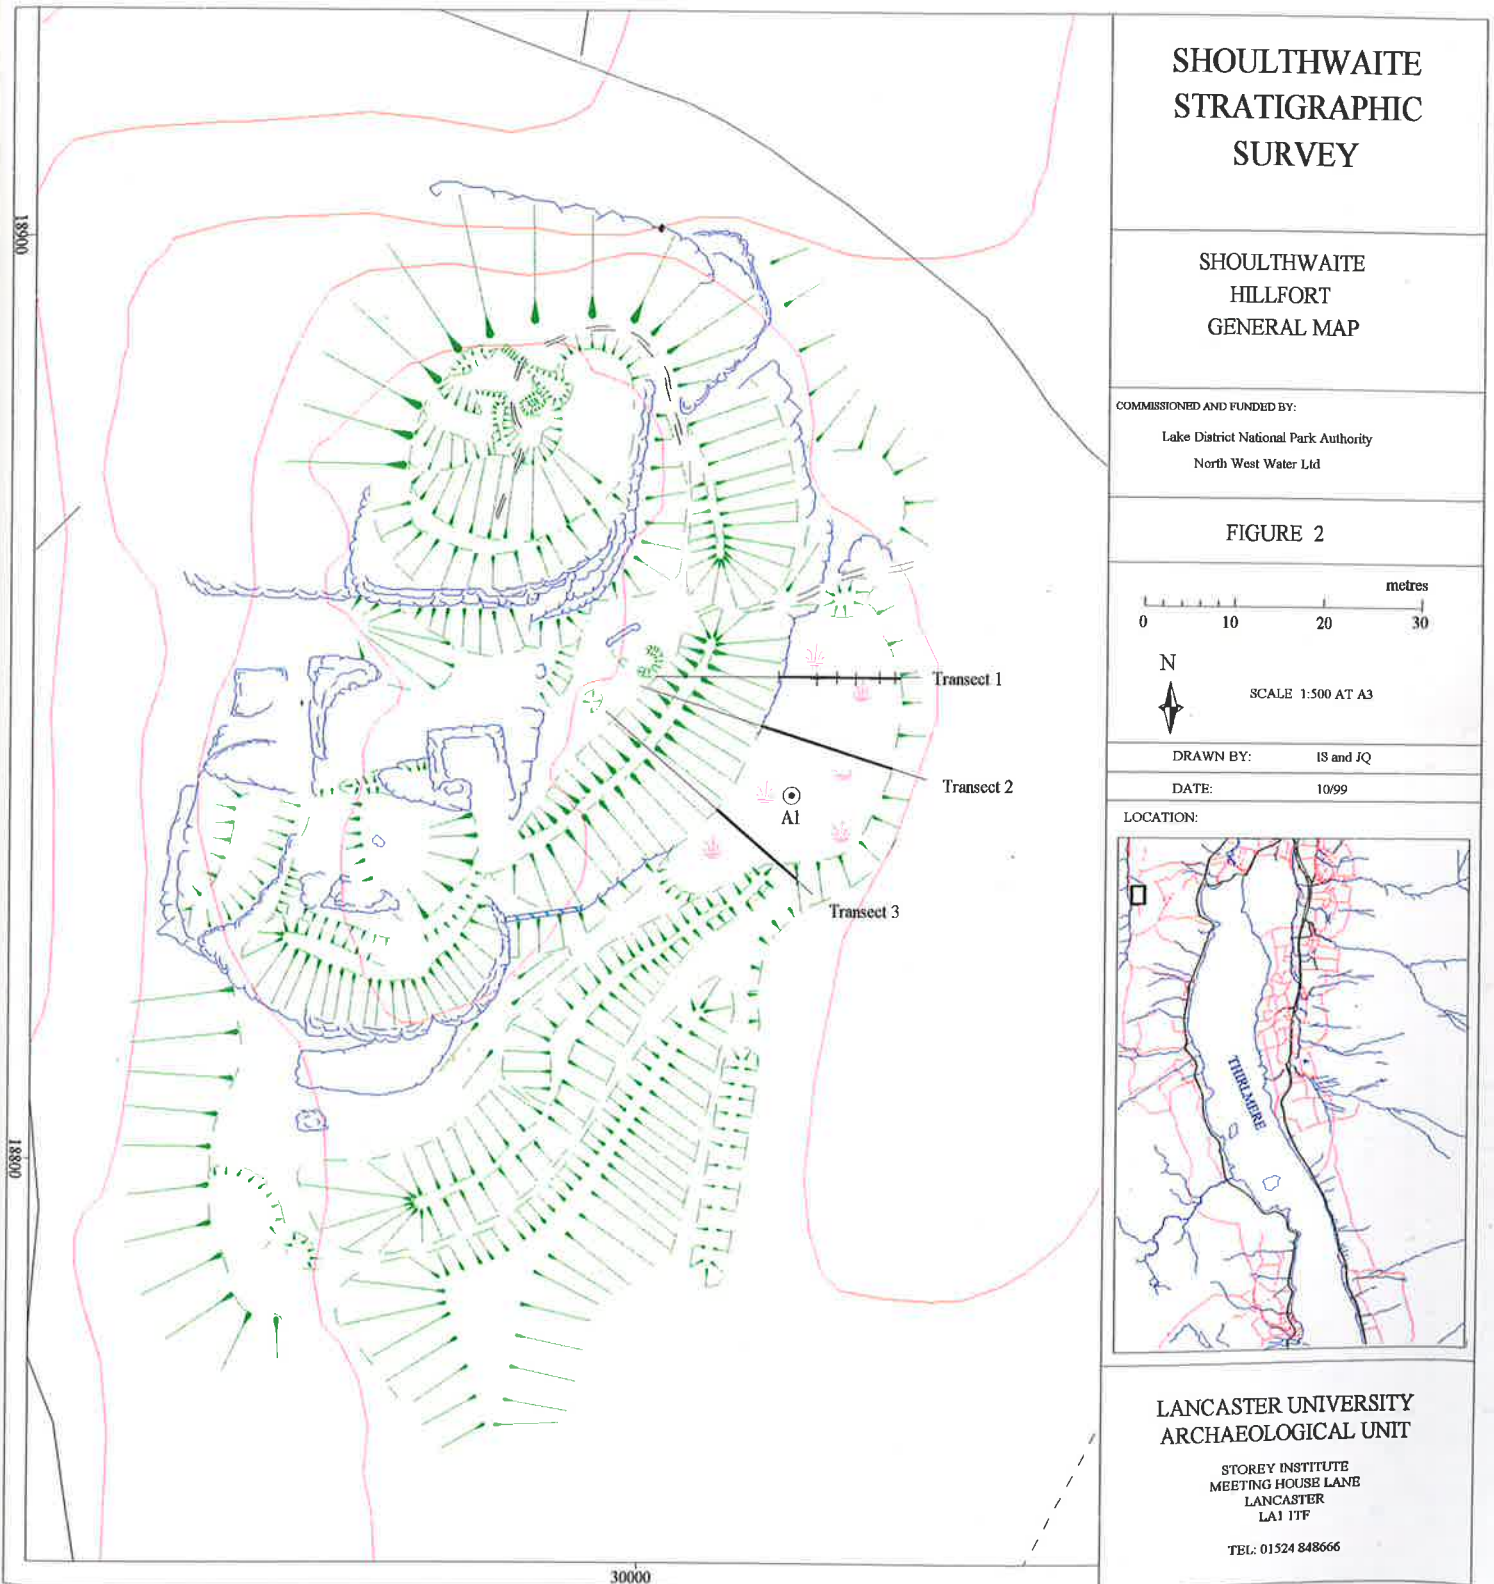 SHOULTHWAITE
STRATIGRAPHIC
SURVEY
SHOULTHWAITE
HILLFORT
GENERAL MAP
COMMISSIONED AND FUNDED BY:
Lake District National Park Authority
North West Water Ltd
FIGURE 2
metres
0 10 20 30
N
SCALE 1:500 AT A3
DRAWN BY: IS and JQ
DATE: 10/99
LOCATION:
THIRLMERE
LANCASTER UNIVERSITY
ARCHAEOLOGICAL UNIT
STOREY INSTITUTE
MEETING HOUSE LANE
LANCASTER
LA1 1TF
TEL: 01524 848666
18900
18800
30000
Transect 1
Transect 2
A1
Transect 3